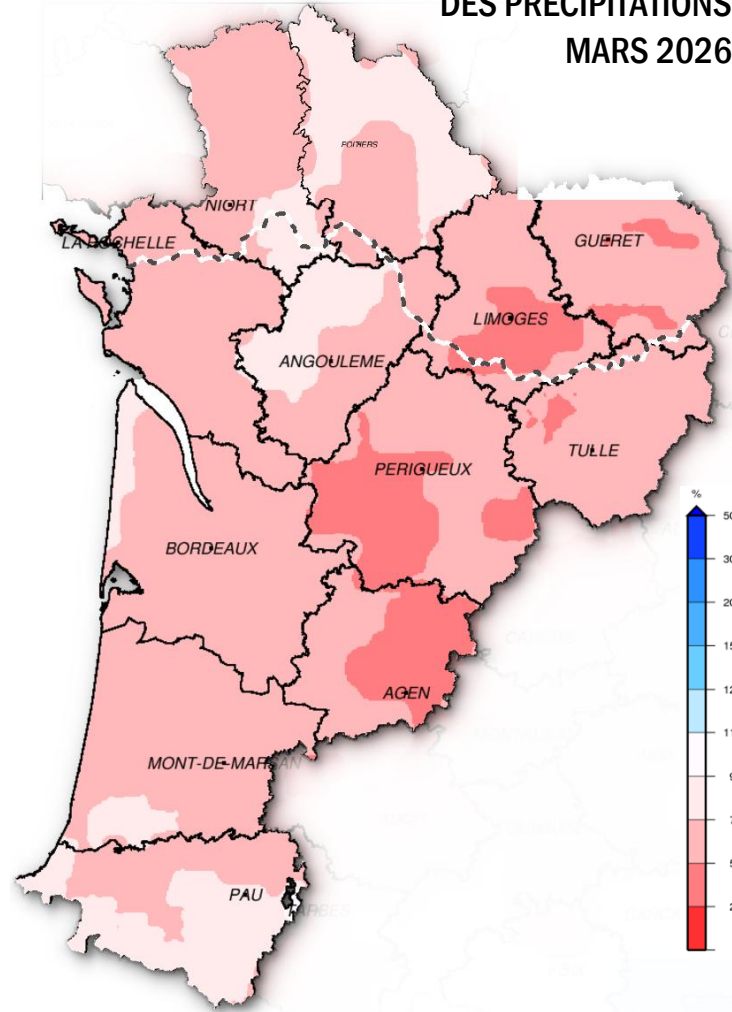 DES PRÉCIPITATIONS
MARS 2026
POITIERS
NIORT
LA ROCHELLE
GUERET
LIMOGES
ANGOULEME
TULLE
PERIGUEUX
%
BORDEAUX
AGEN
MONT-DE-MARSAN
PAU
TARBES